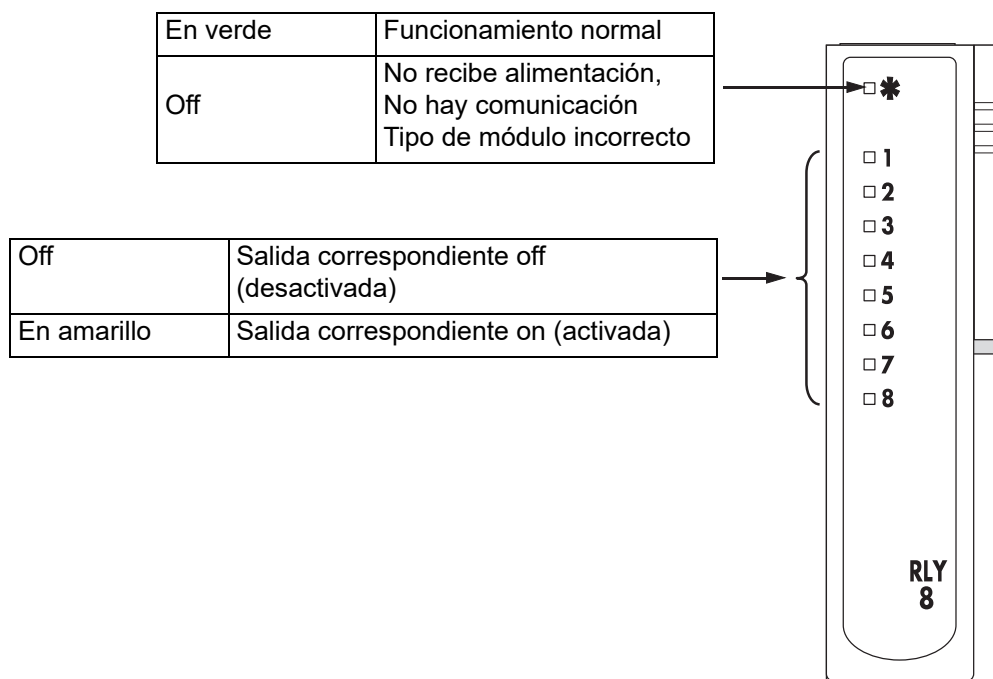 En verde Funcionamiento normal
Off No recibe alimentación,
No hay comunicación
Tipo de módulo incorrecto
Off Salida correspondiente off
(desactivada)
En amarillo Salida correspondiente on (activada)
✱
1
2
3
4
5
6
7
8
RLY
8